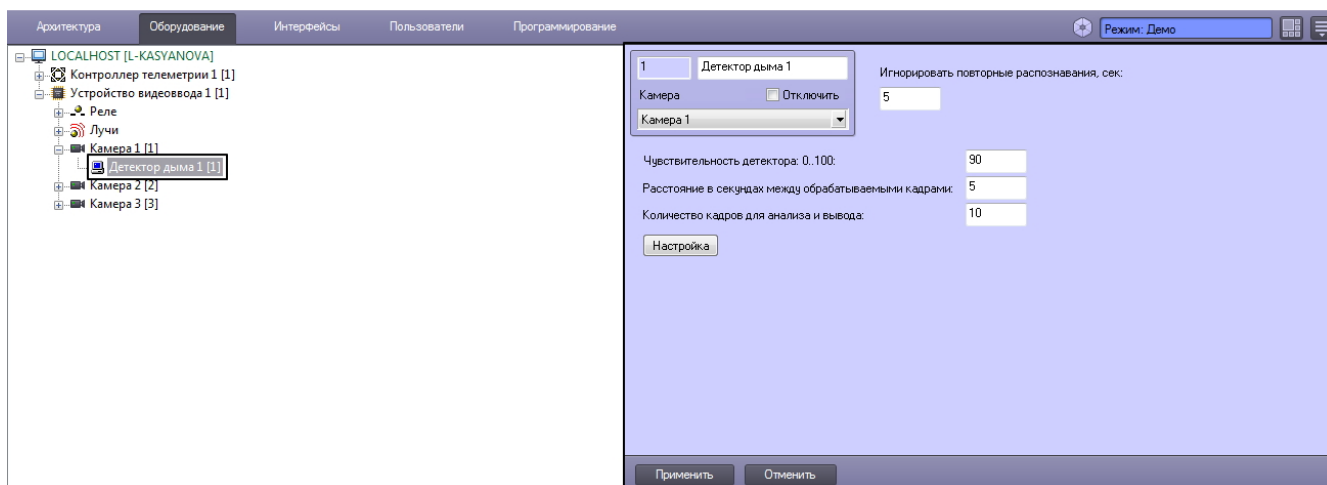 Архитектура Оборудование Интерфейсы Пользователи Программирование Режим: Демо
LOCALHOST [L-KASYANOVA]
Контроллер телеметрии 1 [1]
Устройство видеоввода 1 [1]
Реле
Лучи
Камера 1 [1]
Детектор дыма 1 [1]
Камера 2 [2]
Камера 3 [3]
1 Детектор дыма 1
Камера Отключить
Камера 1
Игнорировать повторные распознавания, сек:
5
Чувствительность детектора: 0..100: 90
Расстояние в секундах между обрабатываемыми кадрами: 5
Количество кадров для анализа и вывода: 10
Настройка
Применить Отменить